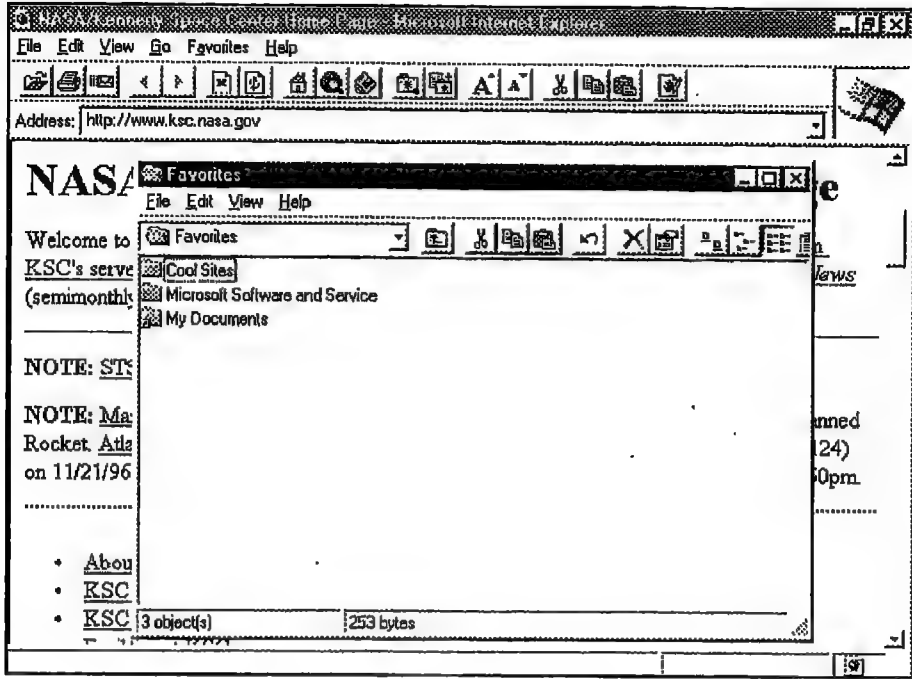 NASA/Kennedy Space Center Home Page - Microsoft Internet Explorer
File Edit View Go Favorites Help
Address: http://www.ksc.nasa.gov
NASA
Favorites
File Edit View Help
Favorites
Cool Sites
Microsoft Software and Service
My Documents
3 object(s) 253 bytes
Welcome to
KSC's serve News
(semimonthly
NOTE: STS
NOTE: Ma nned
Rocket. Atla 124)
on 11/21/96 0pm.
• Abou
• KSC
• KSC